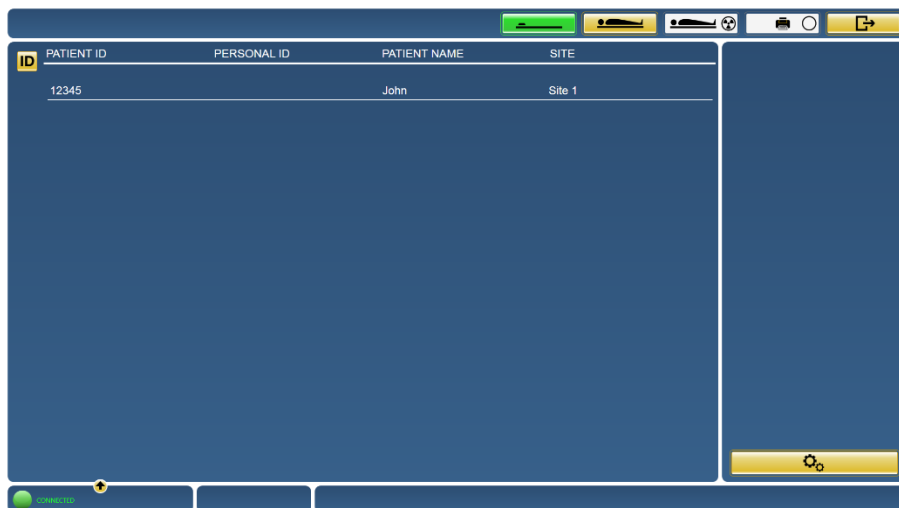 ID PATIENT ID PERSONAL ID PATIENT NAME SITE
12345 John Site 1
CONNECTED